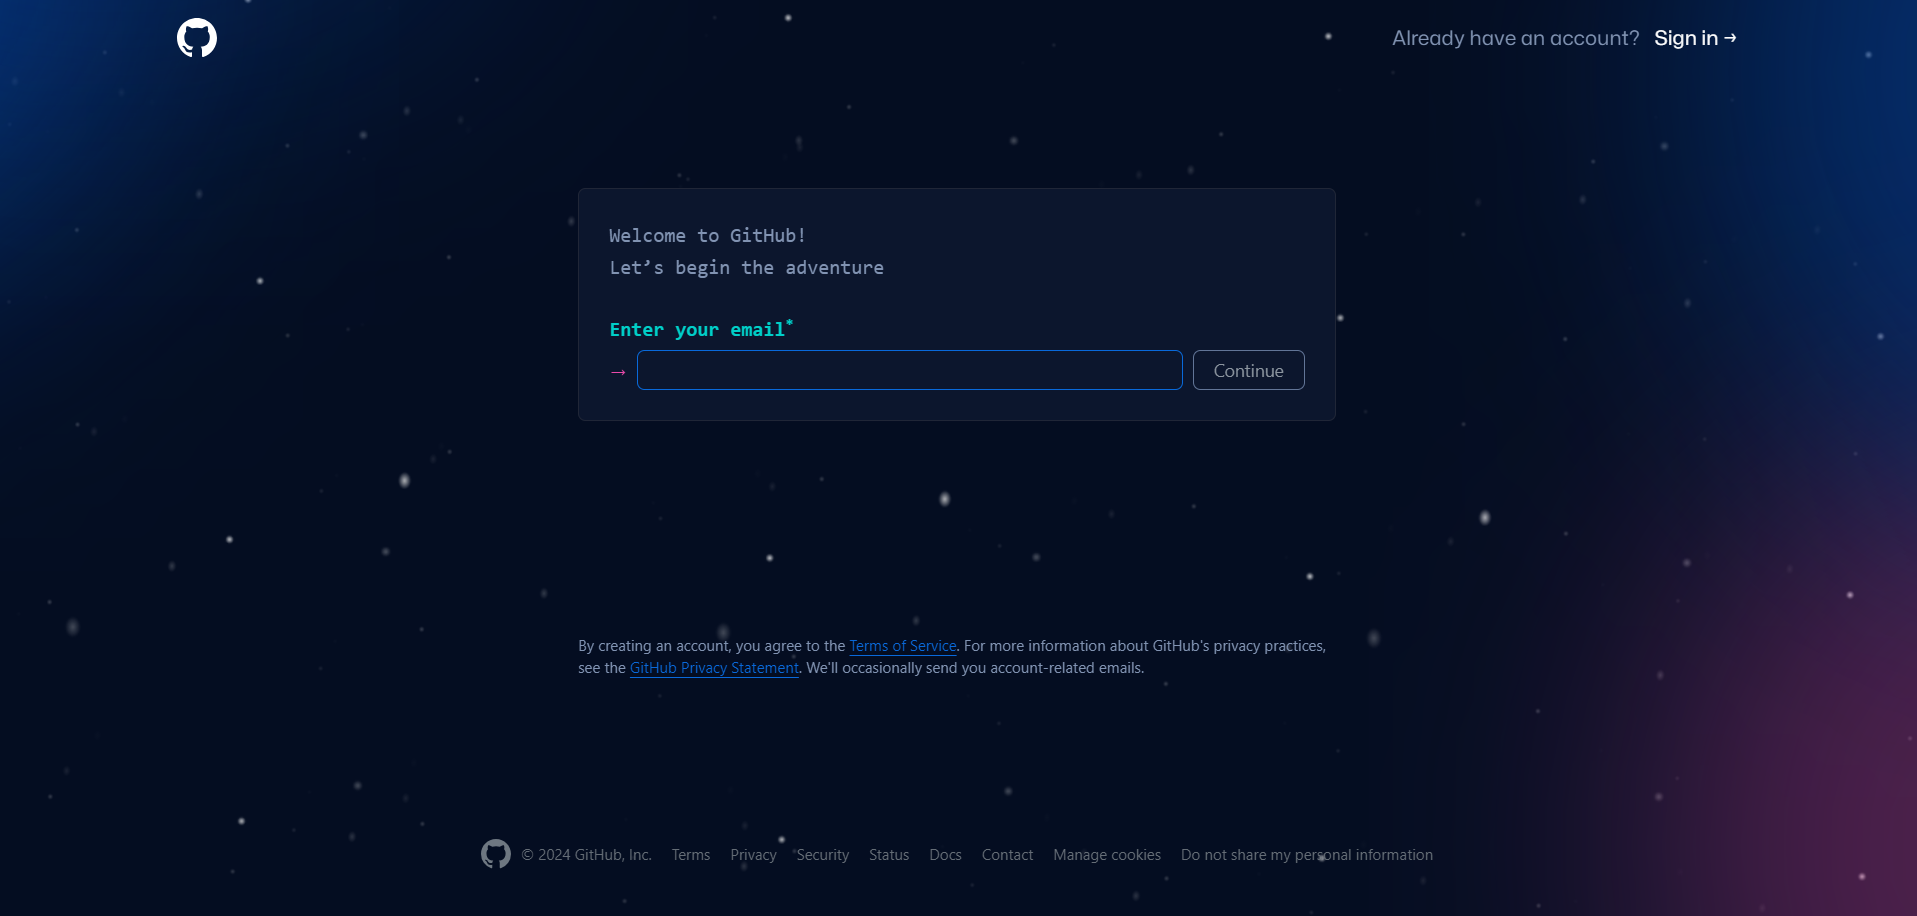 Already have an account? Sign in →
Welcome to GitHub!
Let’s begin the adventure
Enter your email*
→
Continue
By creating an account, you agree to the Terms of Service. For more information about GitHub's privacy practices,
see the GitHub Privacy Statement. We'll occasionally send you account-related emails.
© 2024 GitHub, Inc. Terms Privacy Security Status Docs Contact Manage cookies Do not share my personal information